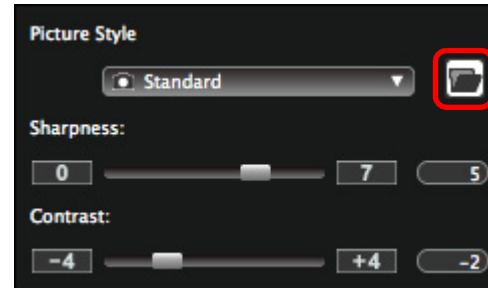 Picture Style
Standard
Sharpness:
0 7 5
Contrast:
-4 +4 -2